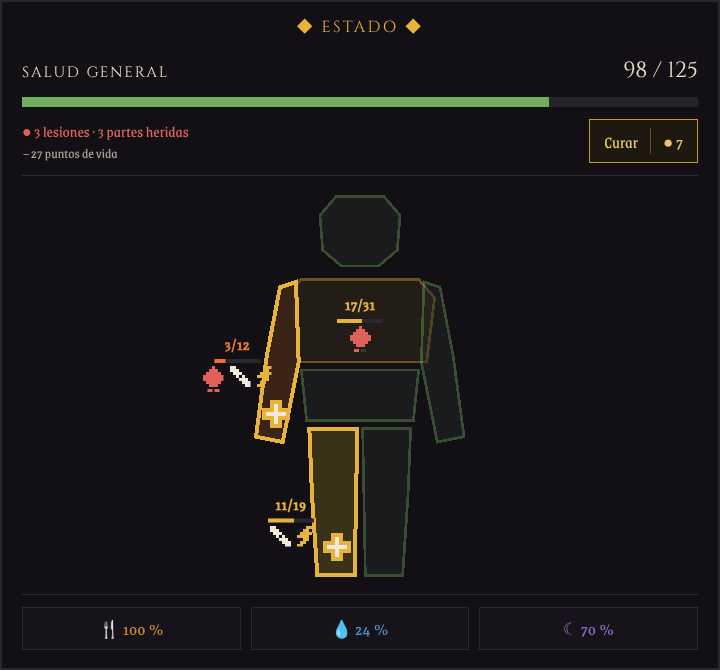 ESTADO
SALUD GENERAL 98 / 125
3 lesiones · 3 partes heridas
−27 puntos de vida
Curar 7
17/31
3/12
11/19
100 %
24 %
70 %